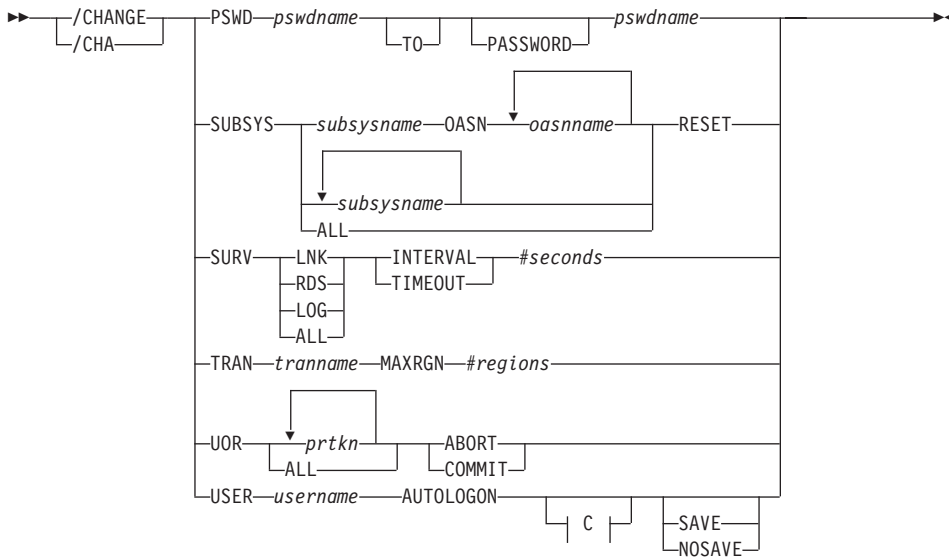 /CHANGE PSWD pswdname TO PASSWORD pswdname
/CHA
SUBSYS subsysname OASN oasnname RESET
subsysname
ALL
SURV LNK INTERVAL #seconds
RDS TIMEOUT
LOG
ALL
TRAN tranname MAXRGN #regions
UOR prtkn ABORT
ALL COMMIT
USER username AUTOLOGON C SAVE
NOSAVE